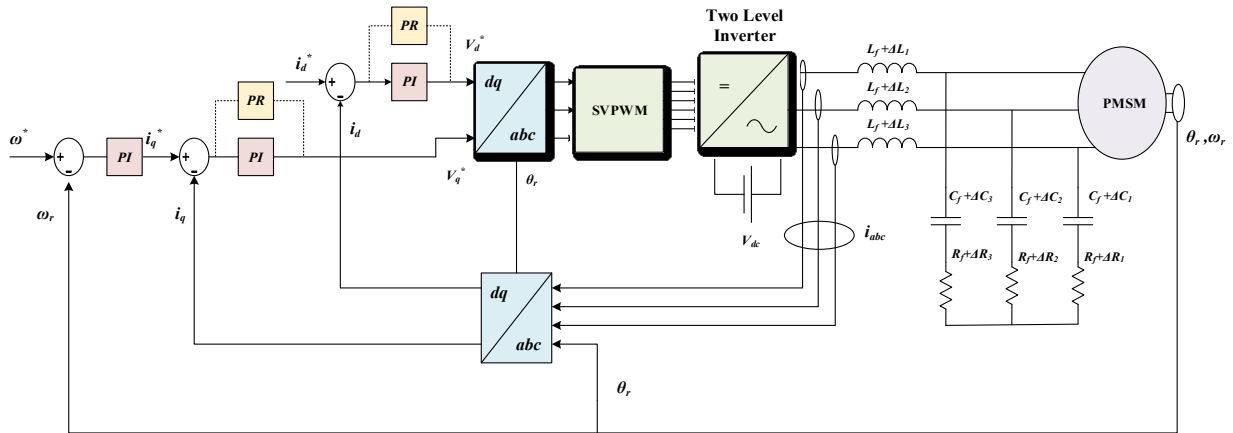 Two Level
Inverter
PR
V_d^*
L_f+ΔL_1
i_d^*
PI
dq
abc
SVPWM
=
L_f+ΔL_2
PMSM
PR
i_d
L_f+ΔL_3
θ_r ,ω_r
ω^*
+
-
PI
i_q^*
+
-
PI
+
-
V_q^*
θ_r
ω_r
i_q
V_dc
i_abc
C_f+ΔC_3
C_f+ΔC_2
C_f+ΔC_1
R_f+ΔR_3
R_f+ΔR_2
R_f+ΔR_1
dq
abc
θ_r